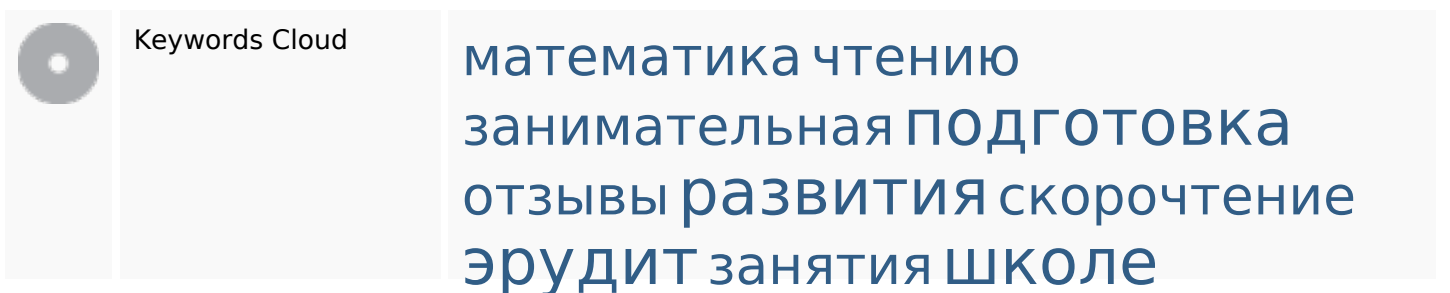 Keywords Cloud
математика чтению
занимательная подготовка
отзывы развития скорочтение
эрудит занятия школе